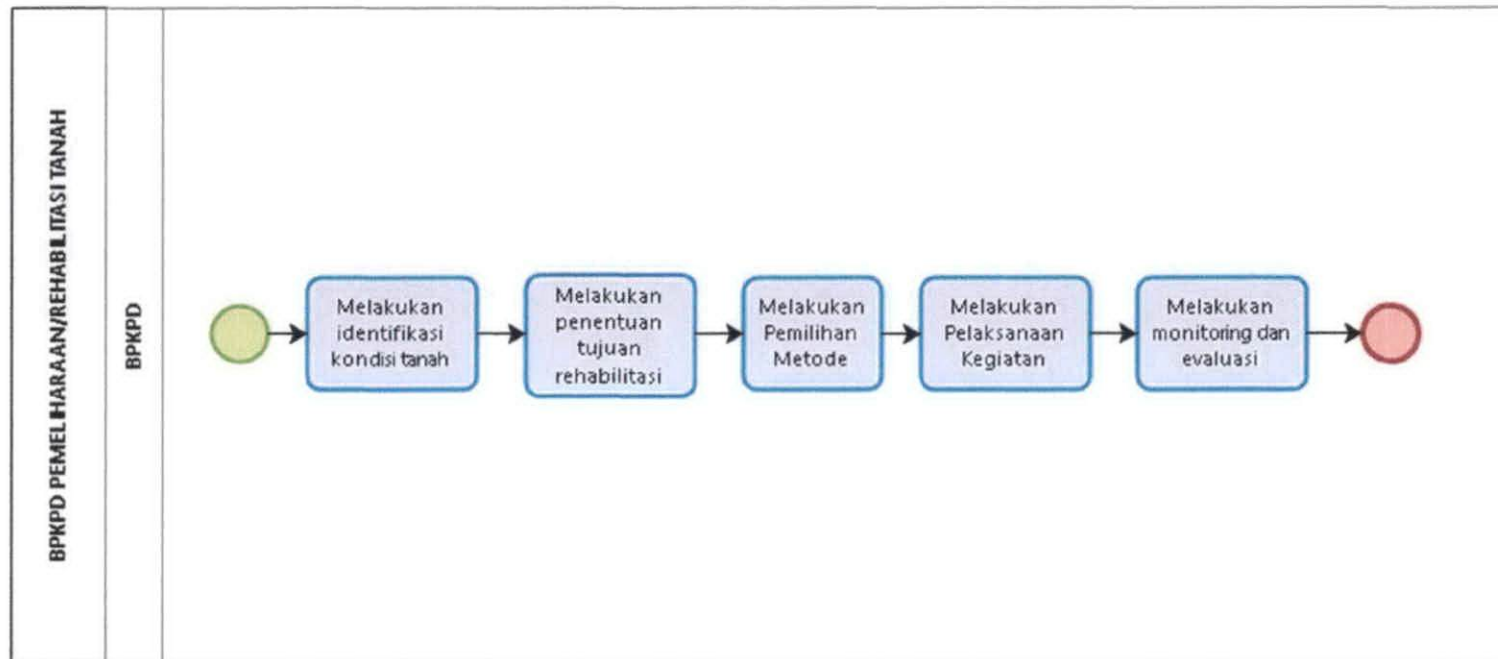 BPKPD PEMELIHARAAN/REHABILITASI TANAH
BPKPD
Melakukan
identifikasi
kondisi tanah
Melakukan
penentuan
tujuan
rehabilitasi
Melakukan
Pemilihan
Metode
Melakukan
Pelaksanaan
Kegiatan
Melakukan
monitoring dan
evaluasi